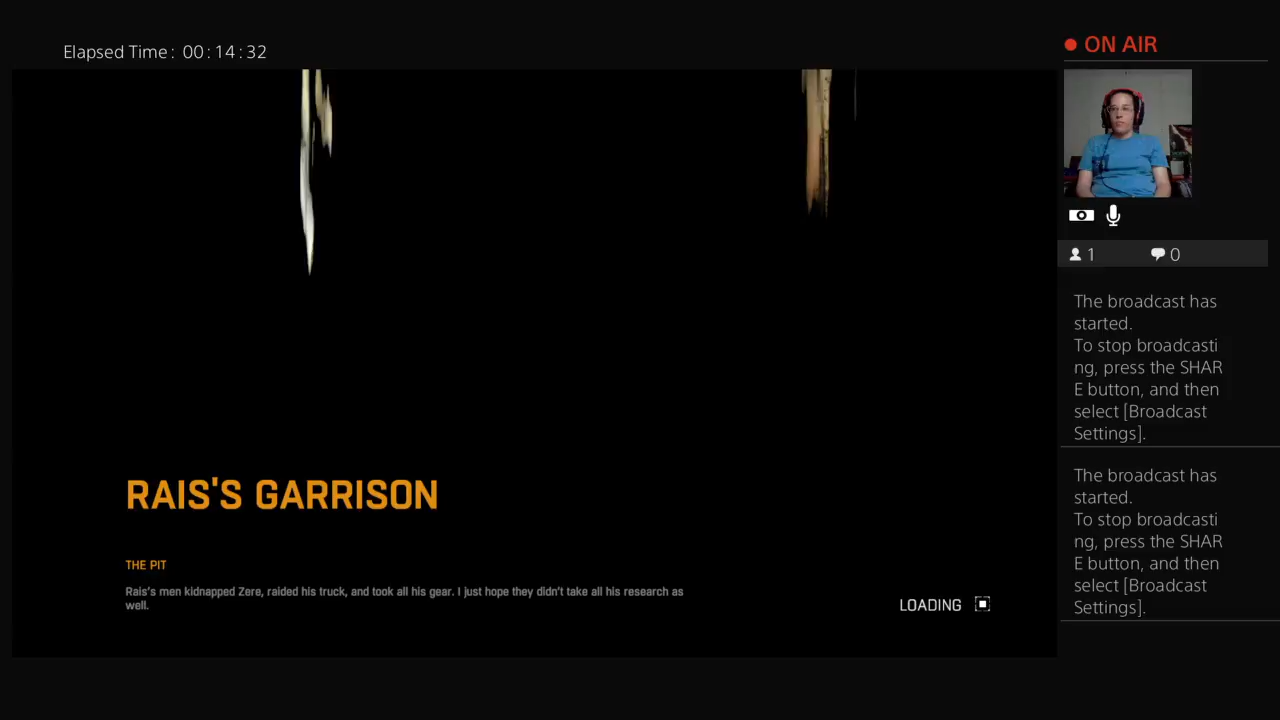 Elapsed Time: 00:14:32
ON AIR
1 0
The broadcast has
started.
To stop broadcasti
ng, press the SHAR
E button, and then
select [Broadcast
Settings].
The broadcast has
started.
To stop broadcasti
ng, press the SHAR
E button, and then
select [Broadcast
Settings].
RAIS'S GARRISON
THE PIT
Rais's men kidnapped Zere, raided his truck, and took all his gear. I just hope they didn't take all his research as
well.
LOADING